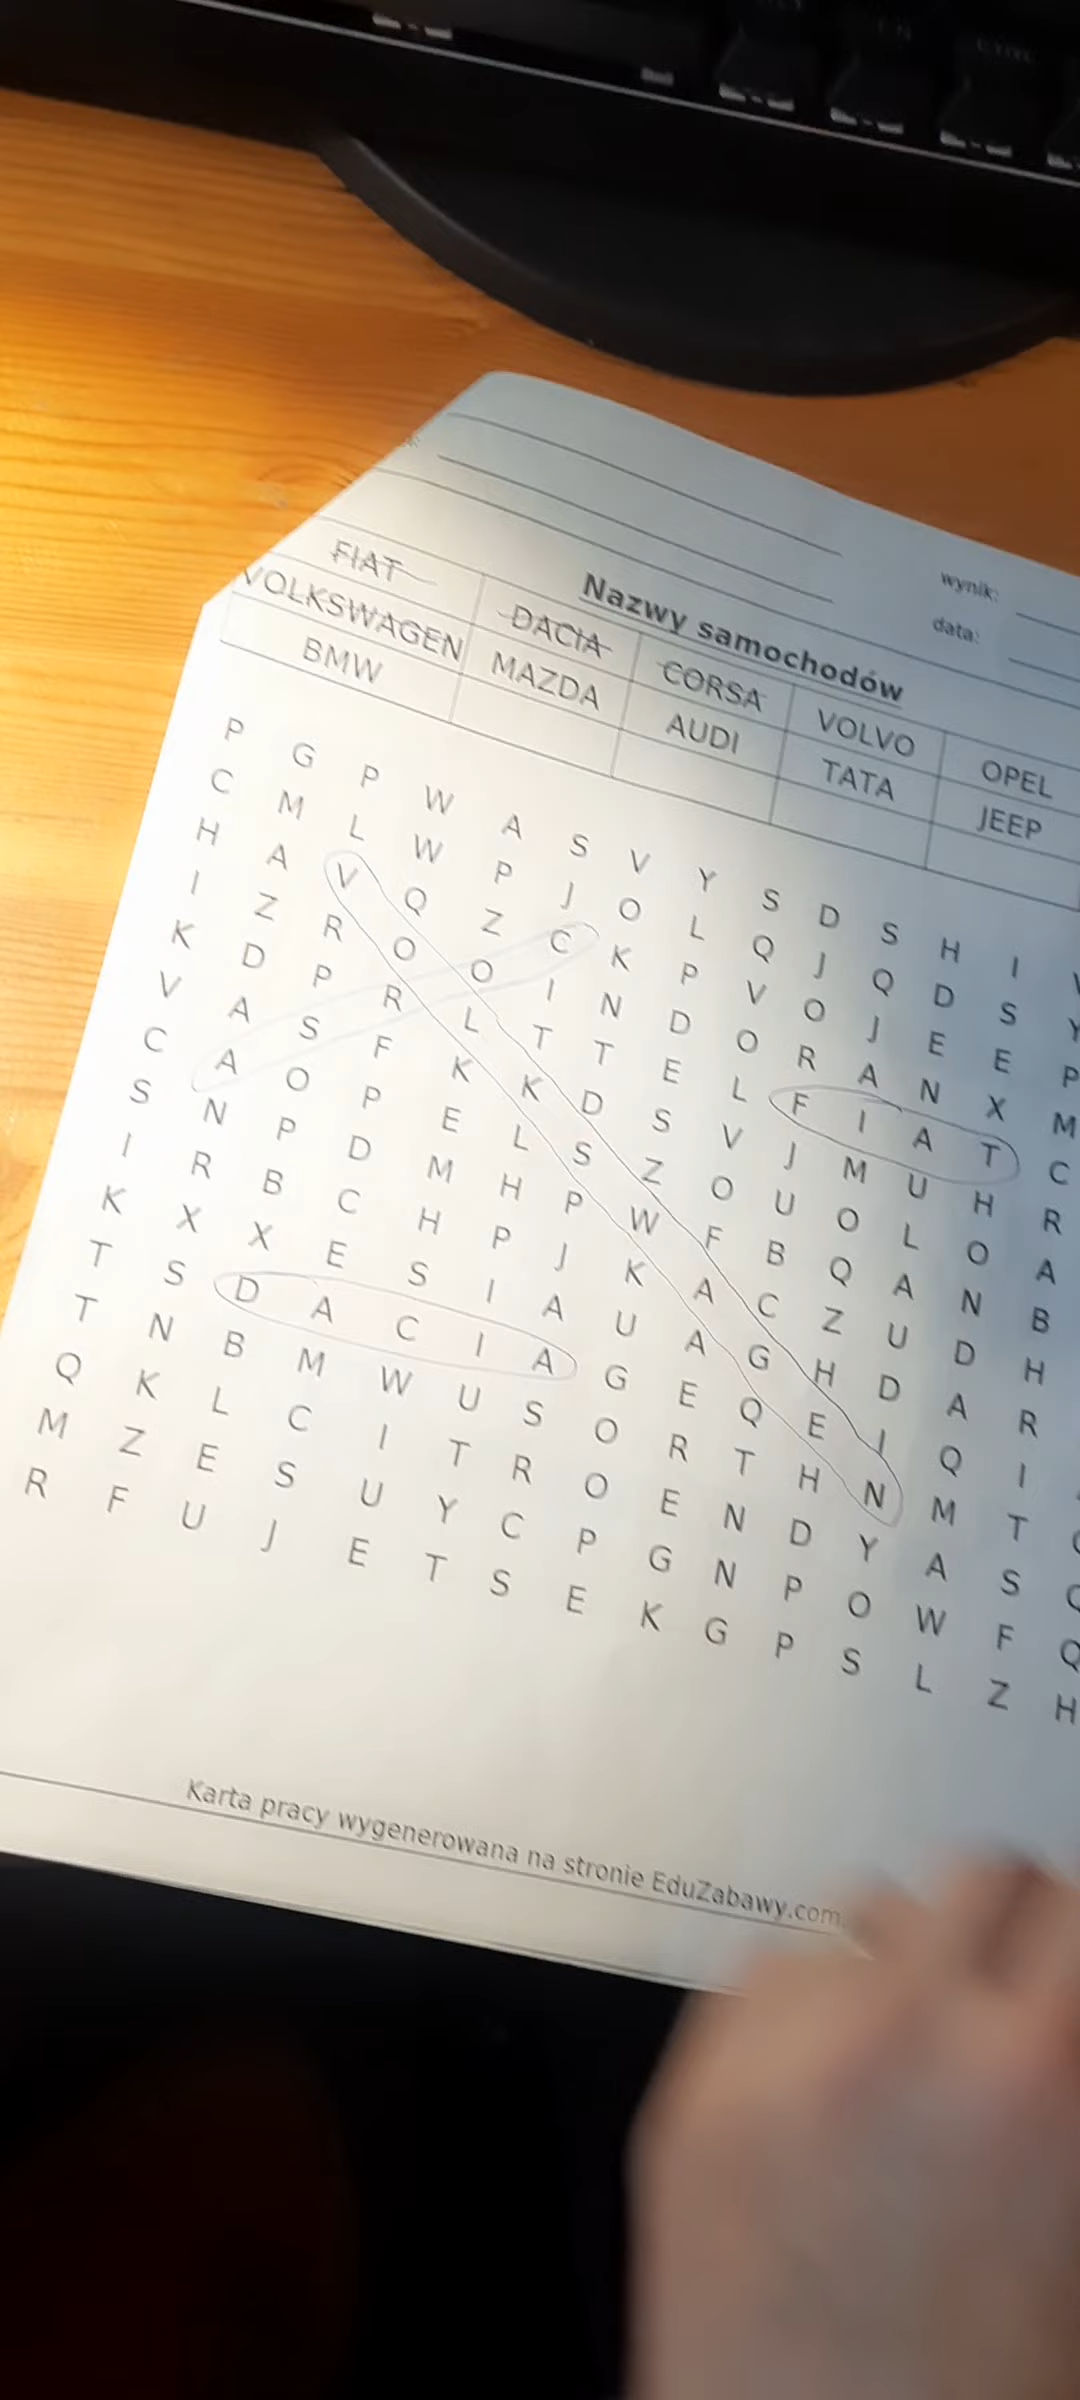 wynik:
data:
Nazwy samochodów
FIAT DACIA CORSA VOLVO OPEL
VOLKSWAGEN MAZDA AUDI TATA JEEP
BMW
P G P W A S V Y S D S H I
C M L W P J O L Q J Q D S Y
H A V Q Z C K P V O J E E P
I Z R O O I N D O R A N X M
K D P R L T T E L F I A T C
V A S F K K D S V J M U H R
C A O P E L S Z O U O L O A
S N P D M H P W F B Q A N B
I R B C H P J K A C Z U D H
K X X E S I A U A G H D A R
T S D A C I A G E Q E I Q I
T N B M W U S O R T H N M T
Q K L C I T R O E N D Y A S
M Z E S U Y C P G N P O W F Q
R F U J E T S E K G P S L Z H
Karta pracy wygenerowana na stronie EduZabawy.com